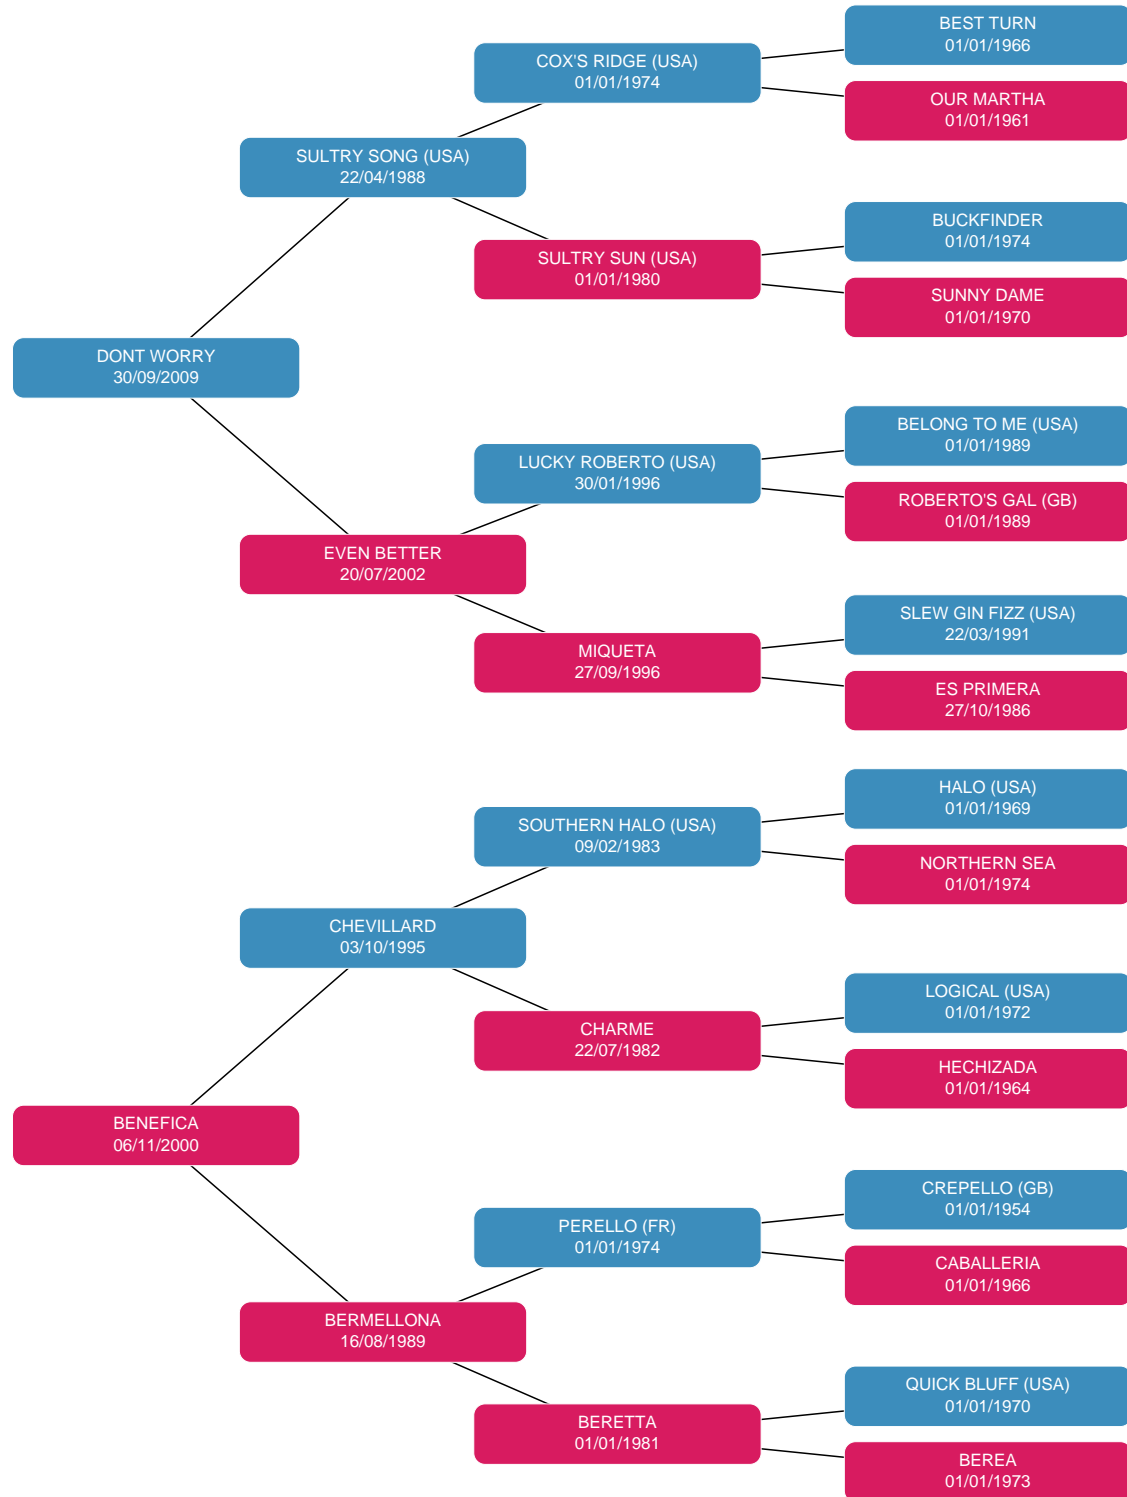 BEST TURN
01/01/1966
COX'S RIDGE (USA)
01/01/1974
OUR MARTHA
01/01/1961
SULTRY SONG (USA)
22/04/1988
BUCKFINDER
01/01/1974
SULTRY SUN (USA)
01/01/1980
SUNNY DAME
01/01/1970
DONT WORRY
30/09/2009
BELONG TO ME (USA)
01/01/1989
LUCKY ROBERTO (USA)
30/01/1996
ROBERTO'S GAL (GB)
01/01/1989
EVEN BETTER
20/07/2002
SLEW GIN FIZZ (USA)
22/03/1991
MIQUETA
27/09/1996
ES PRIMERA
27/10/1986
HALO (USA)
01/01/1969
SOUTHERN HALO (USA)
09/02/1983
NORTHERN SEA
01/01/1974
CHEVILLARD
03/10/1995
LOGICAL (USA)
01/01/1972
CHARME
22/07/1982
HECHIZADA
01/01/1964
BENEFICA
06/11/2000
CREPELLO (GB)
01/01/1954
PERELLO (FR)
01/01/1974
CABALLERIA
01/01/1966
BERMELLONA
16/08/1989
QUICK BLUFF (USA)
01/01/1970
BERETTA
01/01/1981
BEREA
01/01/1973